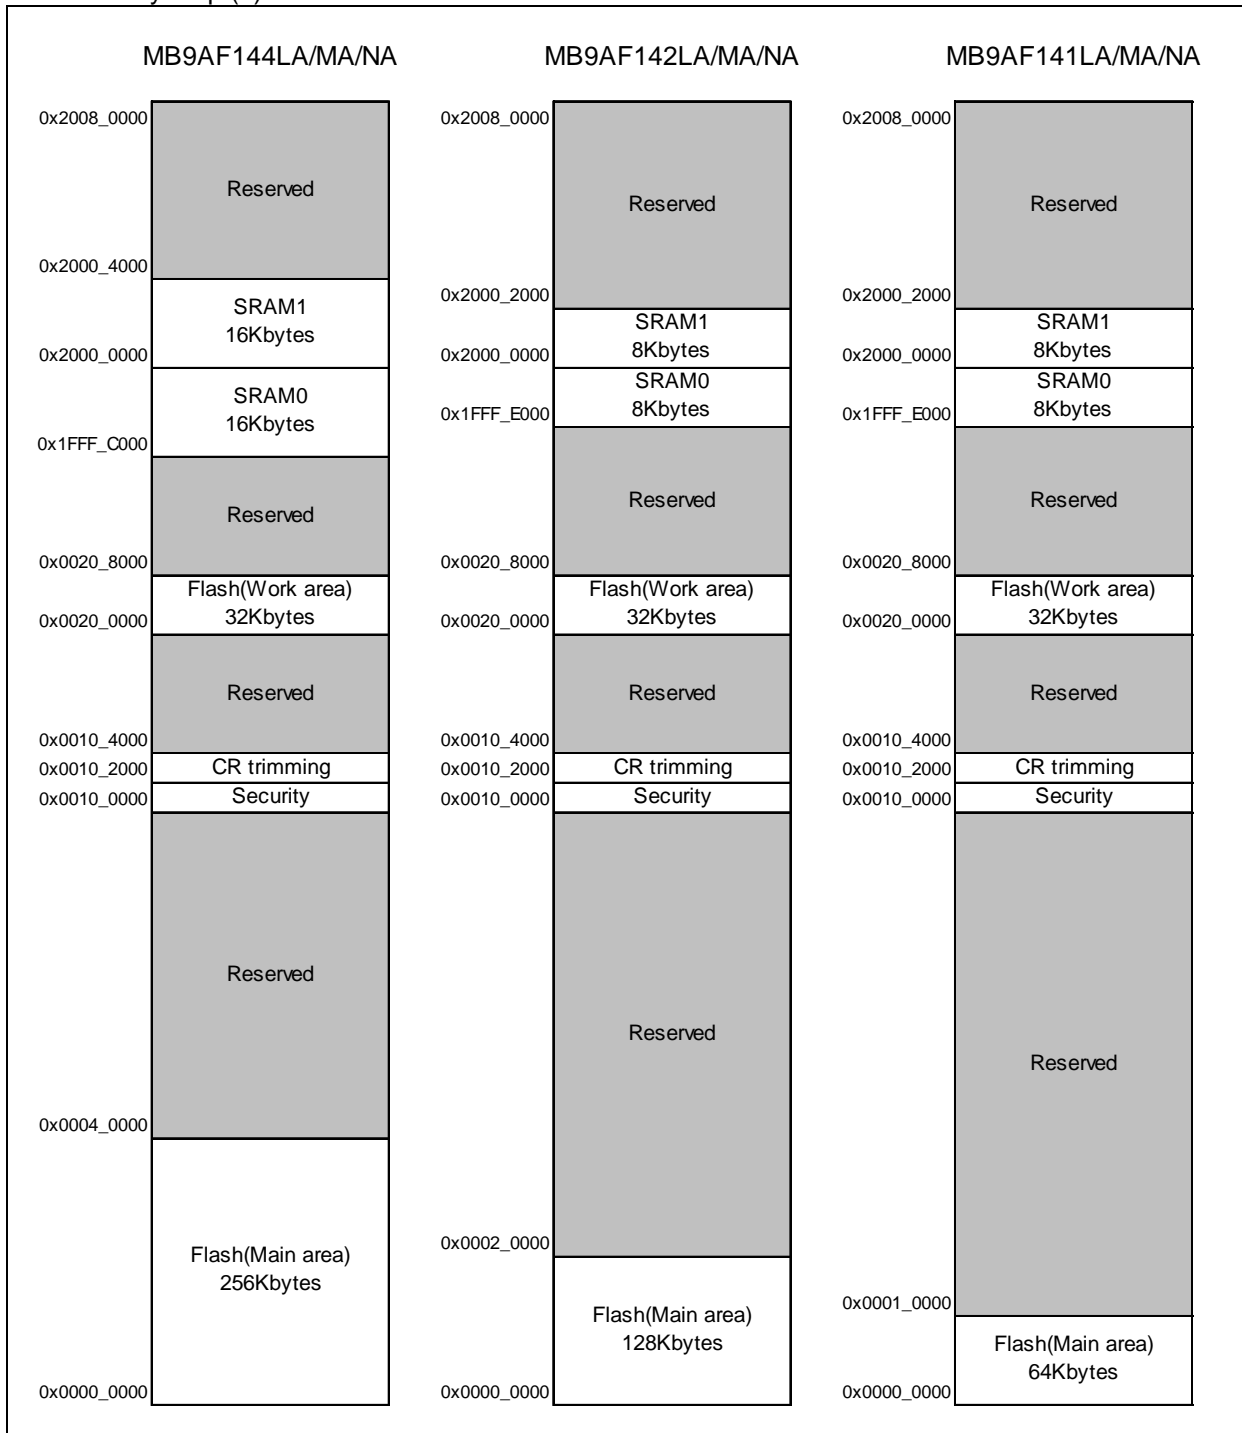 MB9AF144LA/MA/NA
0x2008_0000
Reserved
0x2000_4000
SRAM1
16Kbytes
0x2000_0000
SRAM0
16Kbytes
0x1FFF_C000
Reserved
0x0020_8000
Flash(Work area)
32Kbytes
0x0020_0000
Reserved
0x0010_4000
CR trimming
0x0010_2000
Security
0x0010_0000
Reserved
0x0004_0000
Flash(Main area)
256Kbytes
0x0000_0000
MB9AF142LA/MA/NA
0x2008_0000
Reserved
0x2000_2000
SRAM1
8Kbytes
0x2000_0000
SRAM0
8Kbytes
0x1FFF_E000
Reserved
0x0020_8000
Flash(Work area)
32Kbytes
0x0020_0000
Reserved
0x0010_4000
CR trimming
0x0010_2000
Security
0x0010_0000
Reserved
0x0002_0000
Flash(Main area)
128Kbytes
0x0000_0000
MB9AF141LA/MA/NA
0x2008_0000
Reserved
0x2000_2000
SRAM1
8Kbytes
0x2000_0000
SRAM0
8Kbytes
0x1FFF_E000
Reserved
0x0020_8000
Flash(Work area)
32Kbytes
0x0020_0000
Reserved
0x0010_4000
CR trimming
0x0010_2000
Security
0x0010_0000
Reserved
0x0001_0000
Flash(Main area)
64Kbytes
0x0000_0000